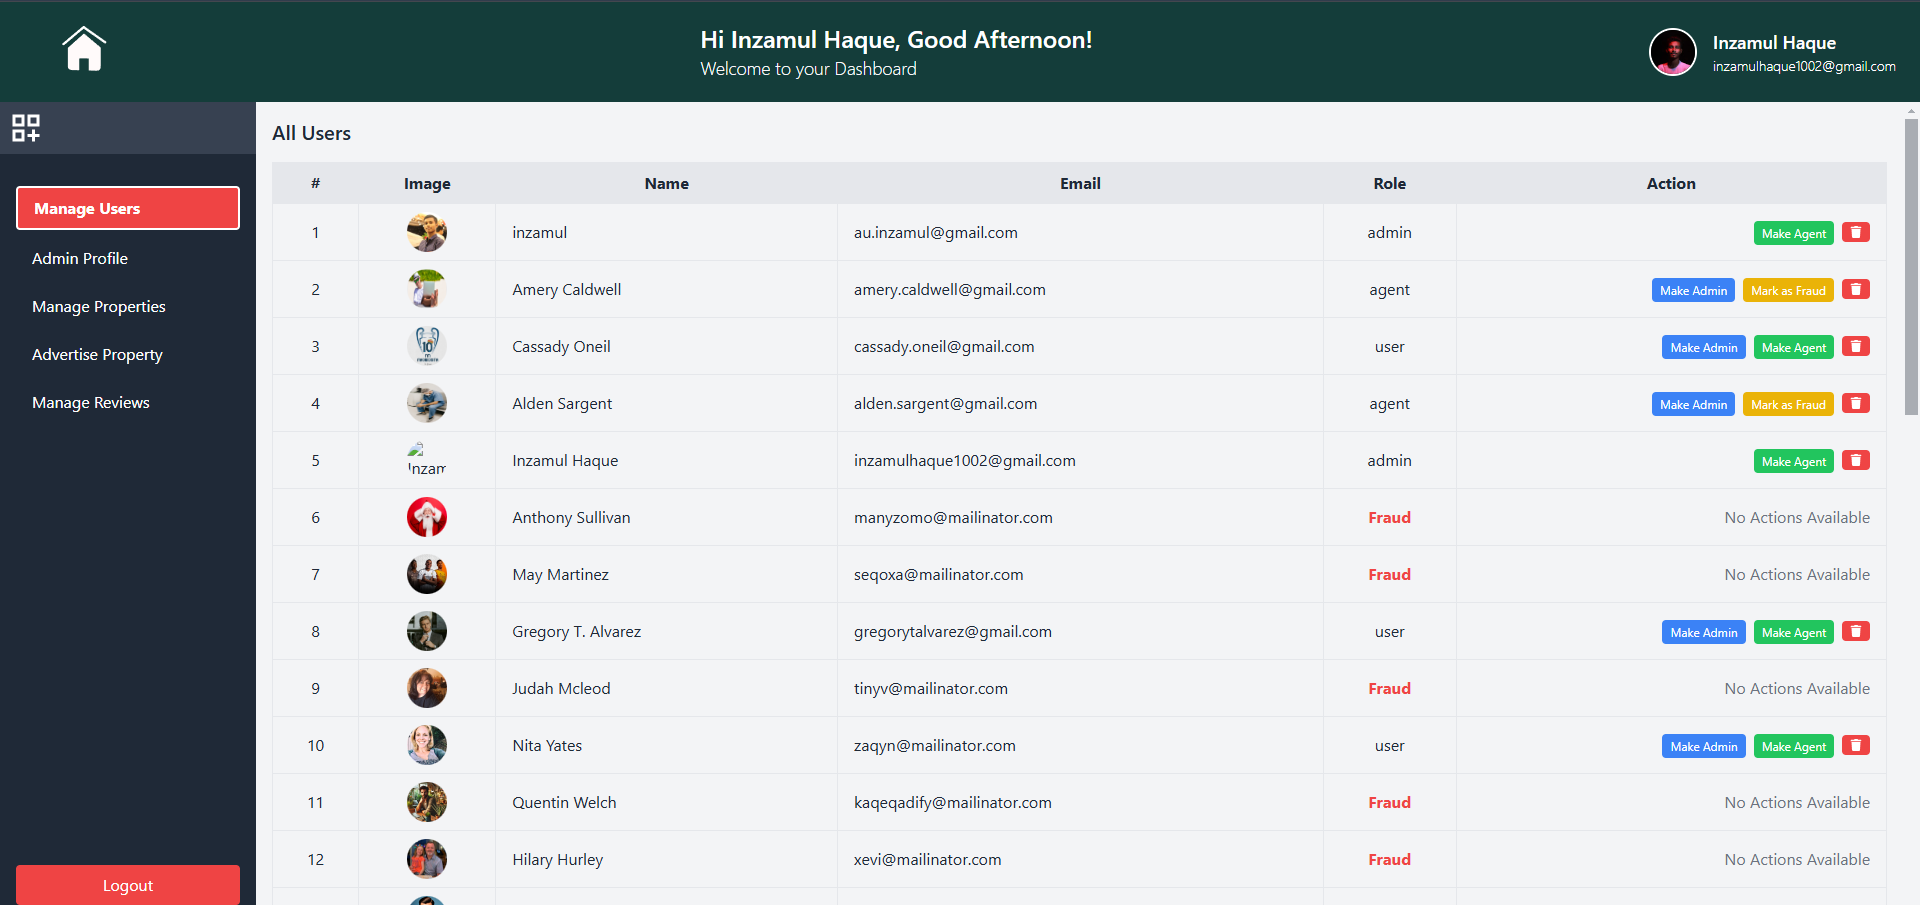 Hi Inzamul Haque, Good Afternoon!
Welcome to your Dashboard
Inzamul Haque
inzamulhaque1002@gmail.com
Manage Users
Admin Profile
Manage Properties
Advertise Property
Manage Reviews
Logout
All Users
# Image Name Email Role Action
1 inzamul au.inzamul@gmail.com admin Make Agent
2 Amery Caldwell amery.caldwell@gmail.com agent Make Admin Mark as Fraud
3 Cassady Oneil cassady.oneil@gmail.com user Make Admin Make Agent
4 Alden Sargent alden.sargent@gmail.com agent Make Admin Mark as Fraud
5 Inzam Inzamul Haque inzamulhaque1002@gmail.com admin Make Agent
6 Anthony Sullivan manyzomo@mailinator.com Fraud No Actions Available
7 May Martinez seqoxa@mailinator.com Fraud No Actions Available
8 Gregory T. Alvarez gregorytalvarez@gmail.com user Make Admin Make Agent
9 Judah Mcleod tinyv@mailinator.com Fraud No Actions Available
10 Nita Yates zaqyn@mailinator.com user Make Admin Make Agent
11 Quentin Welch kaqeqadify@mailinator.com Fraud No Actions Available
12 Hilary Hurley xevi@mailinator.com Fraud No Actions Available